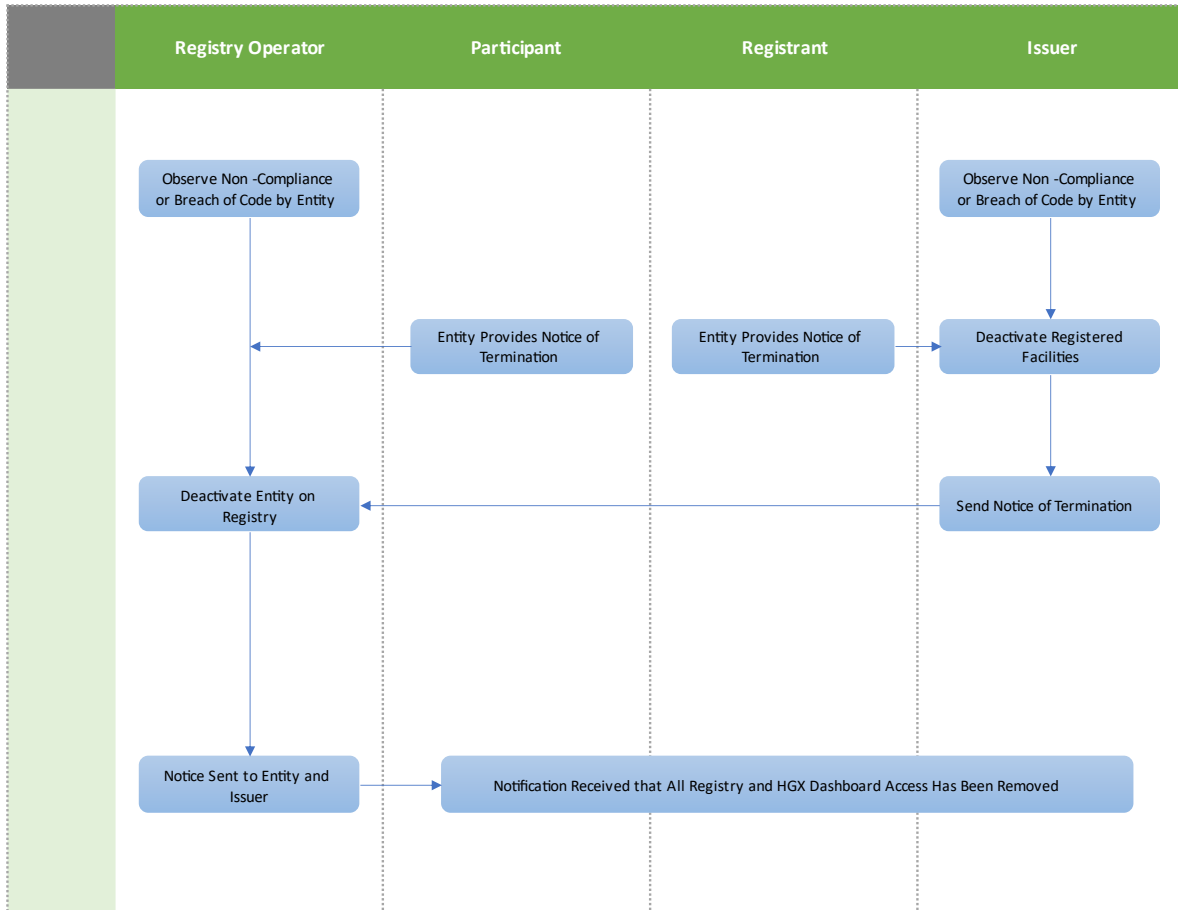 Registry Operator
Participant
Registrant
Issuer
Observe Non -Compliance
or Breach of Code by Entity
Observe Non -Compliance
or Breach of Code by Entity
Entity Provides Notice of
Termination
Entity Provides Notice of
Termination
Deactivate Registered
Facilities
Deactivate Entity on
Registry
Send Notice of Termination
Notice Sent to Entity and
Issuer
Notification Received that All Registry and HGX Dashboard Access Has Been Removed